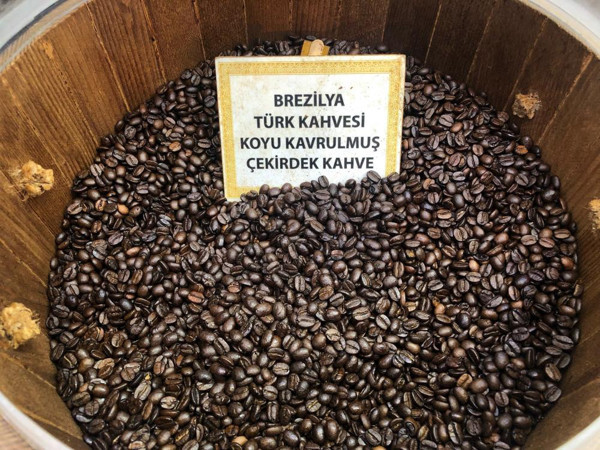 BREZİLYA
TÜRK KAHVESİ
KOYU KAVRULMUŞ
ÇEKİRDEK KAHVE